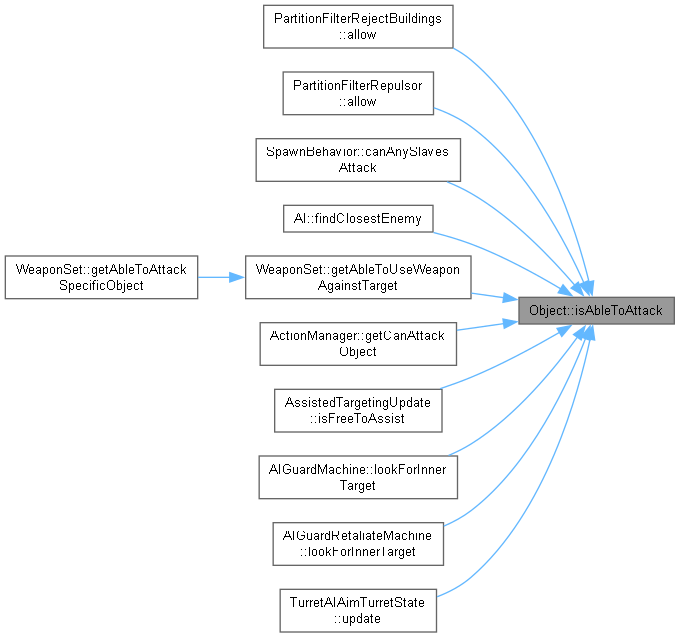 PartitionFilterRejectBuildings
::allow
PartitionFilterRepulsor
::allow
SpawnBehavior::canAnySlaves
Attack
AI::findClosestEnemy
WeaponSet::getAbleToAttack
SpecificObject
WeaponSet::getAbleToUseWeapon
AgainstTarget
Object::isAbleToAttack
ActionManager::getCanAttack
Object
AssistedTargetingUpdate
::isFreeToAssist
AIGuardMachine::lookForInner
Target
AIGuardRetaliateMachine
::lookForInnerTarget
TurretAIAimTurretState
::update